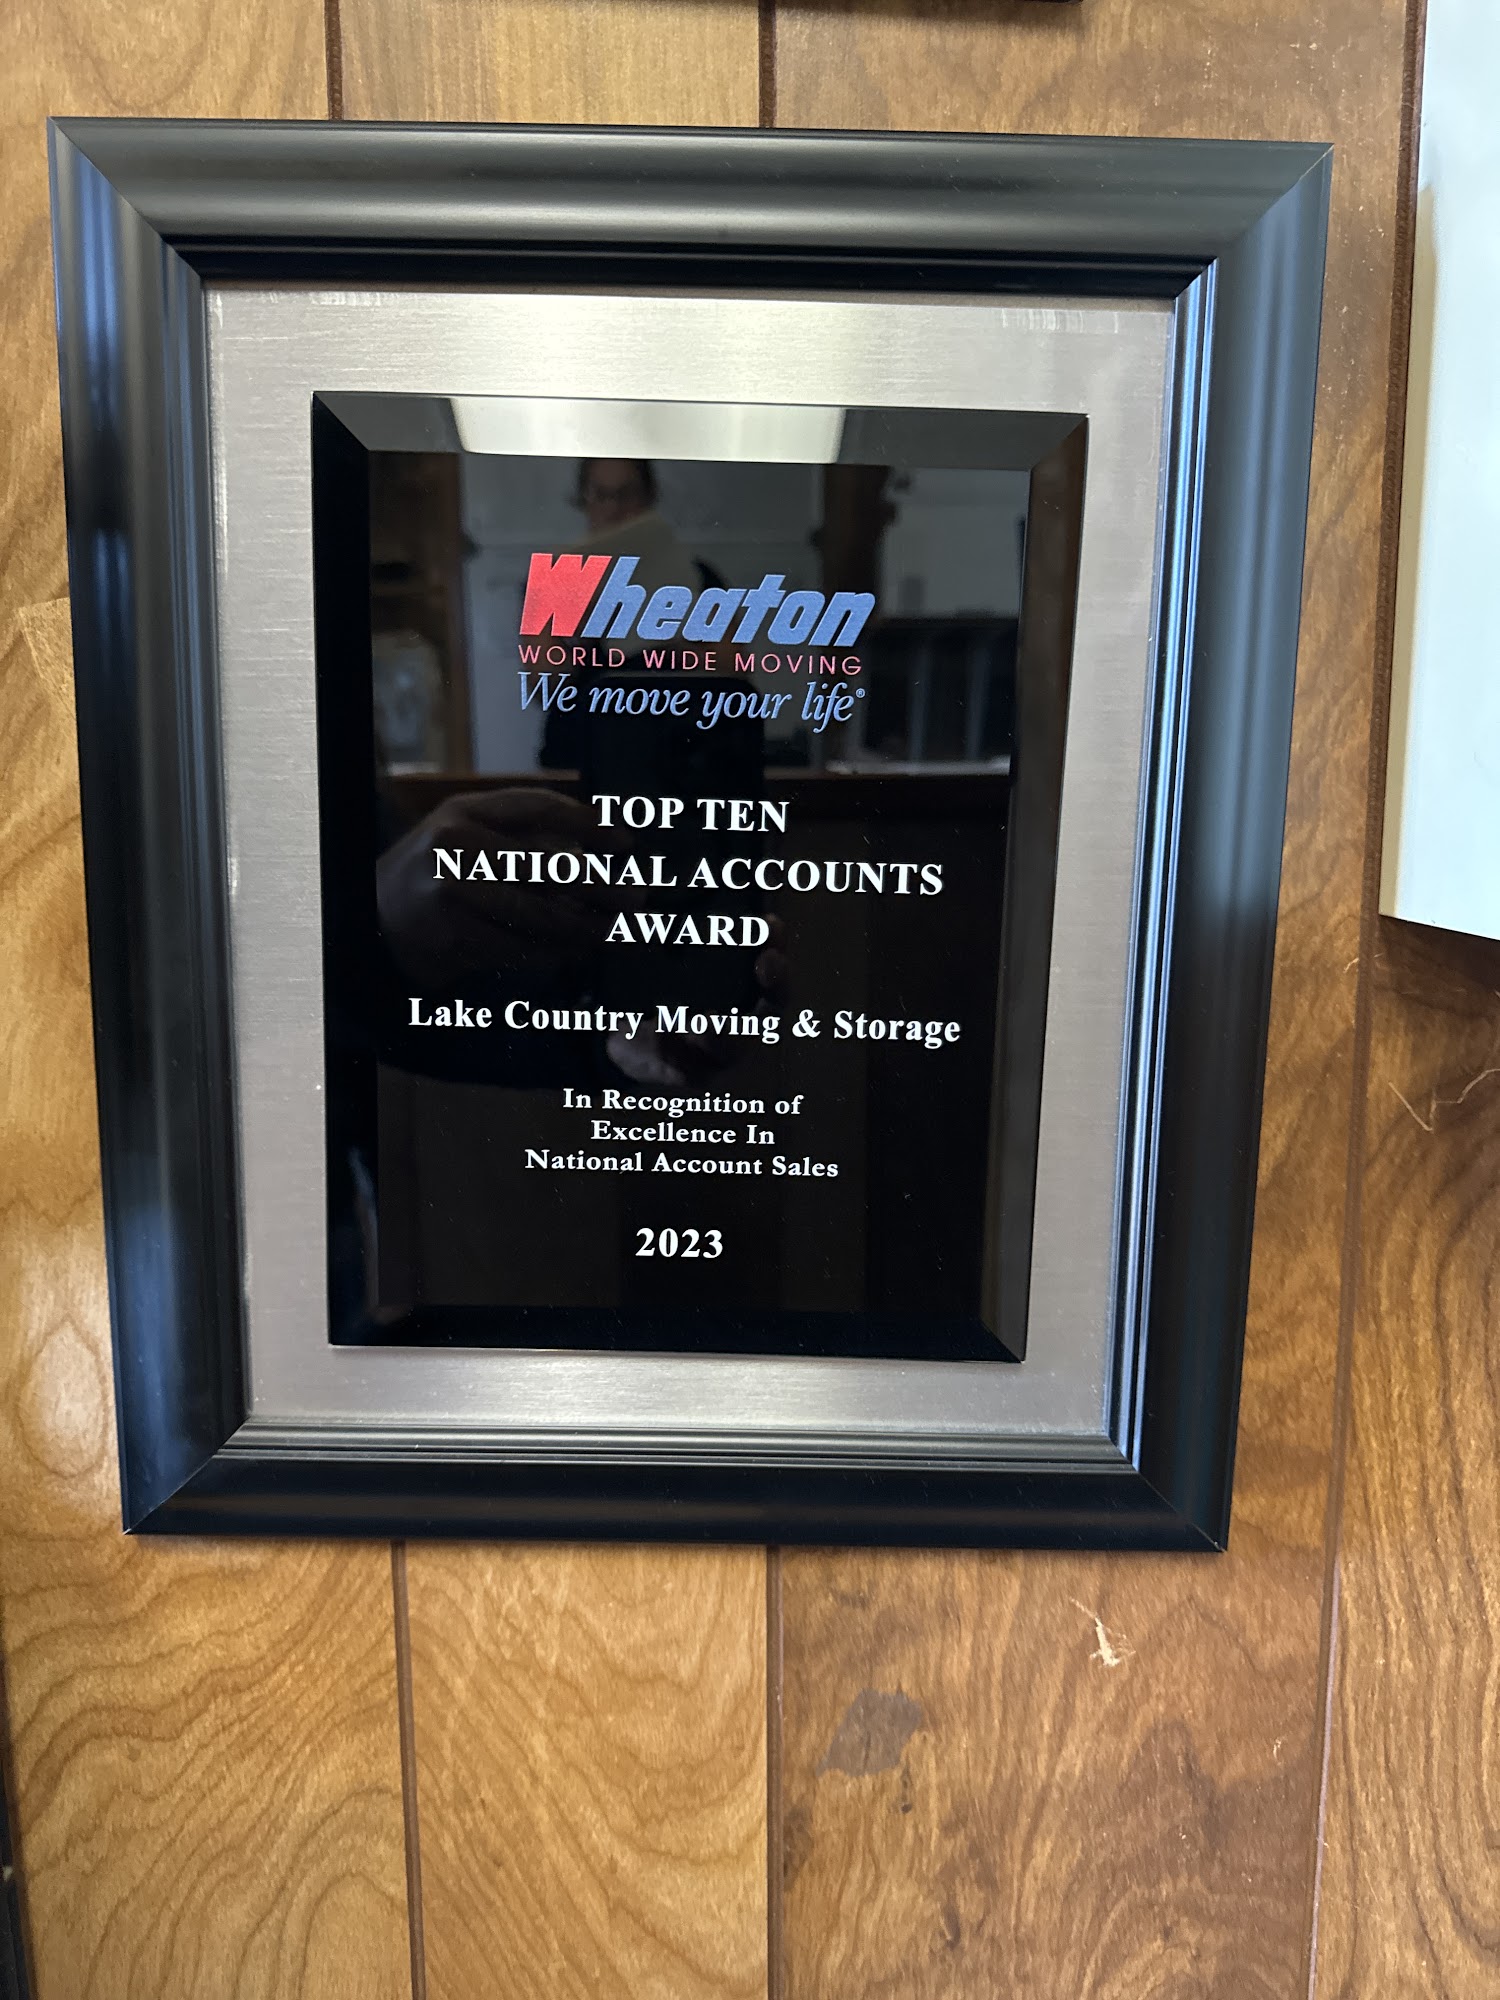 Wheaton
WORLD WIDE MOVING
We move your life®
TOP TEN
NATIONAL ACCOUNTS
AWARD
Lake Country Moving & Storage
In Recognition of
Excellence In
National Account Sales
2023